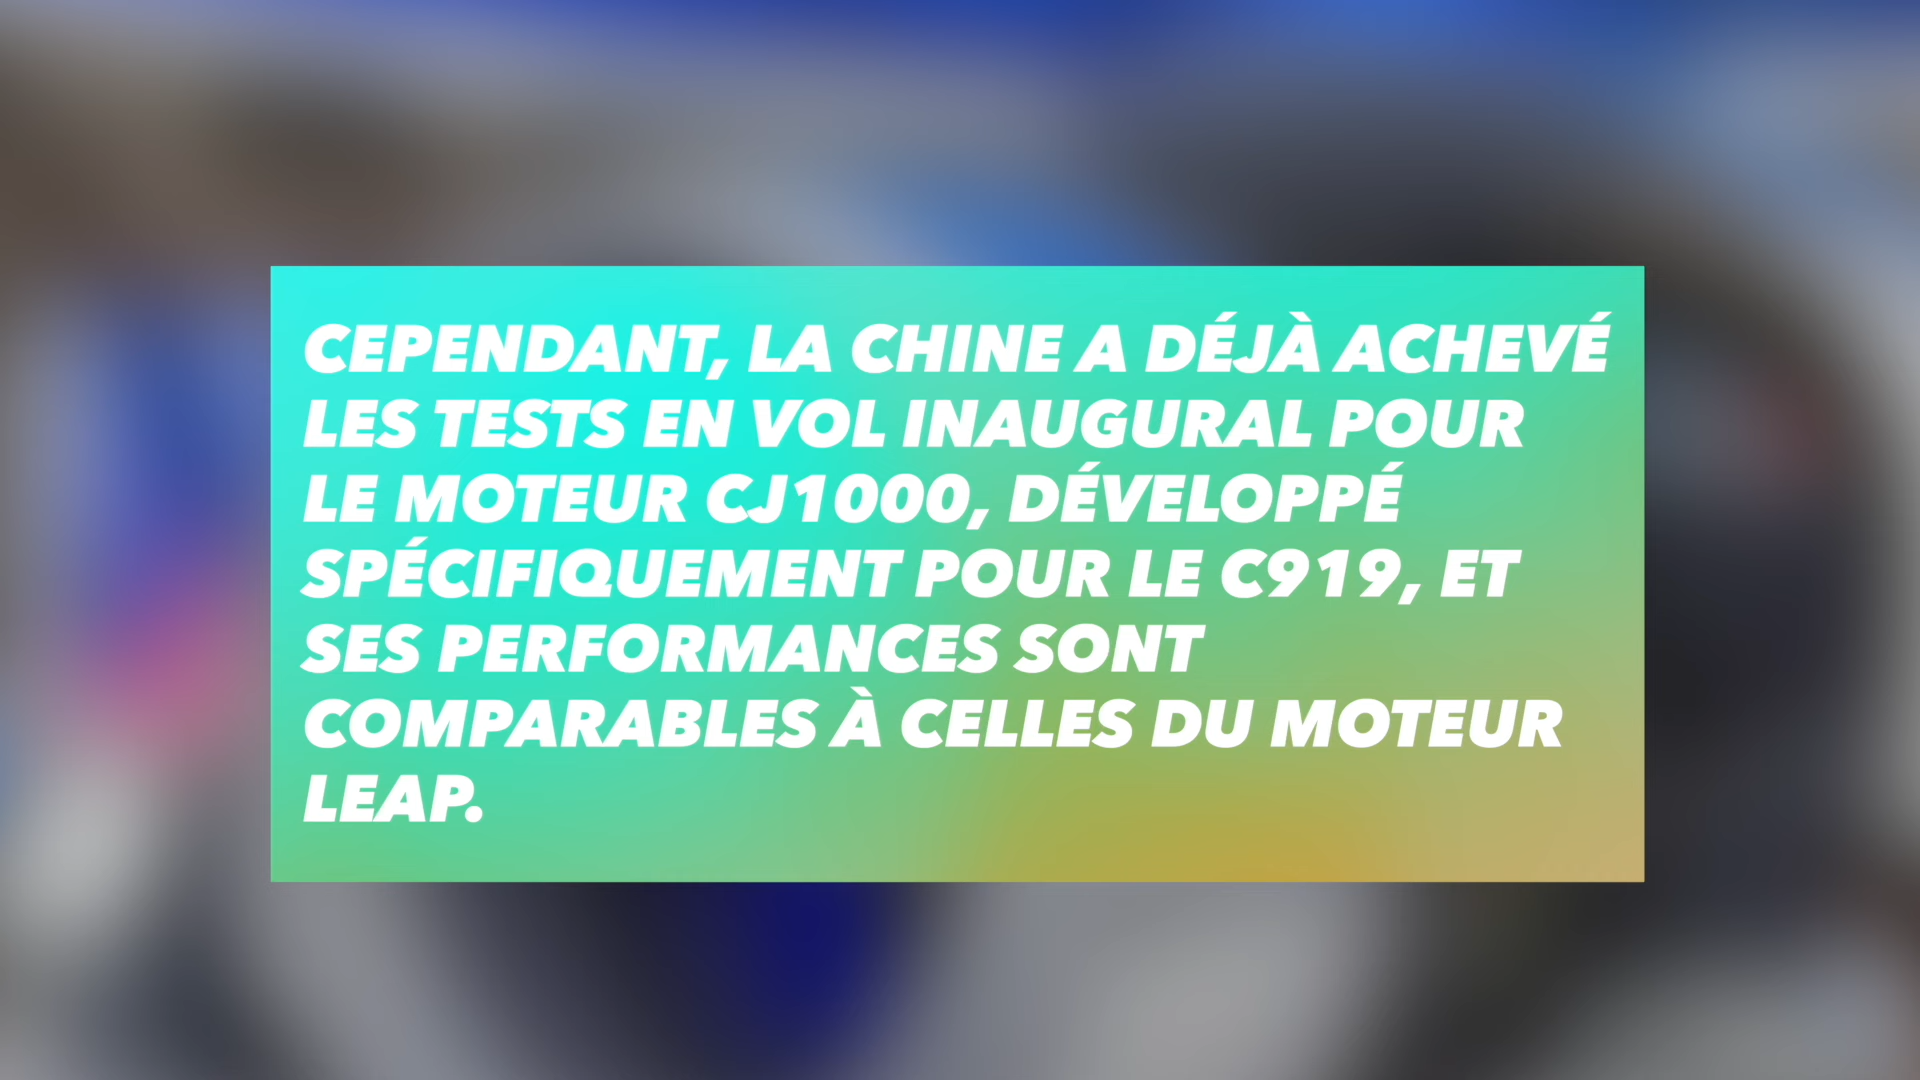 CEPENDANT, LA CHINE A DÉJÀ ACHEVÉ
LES TESTS EN VOL INAUGURAL POUR
LE MOTEUR CJ1000, DÉVELOPPÉ
SPÉCIFIQUEMENT POUR LE C919, ET
SES PERFORMANCES SONT
COMPARABLES À CELLES DU MOTEUR
LEAP.